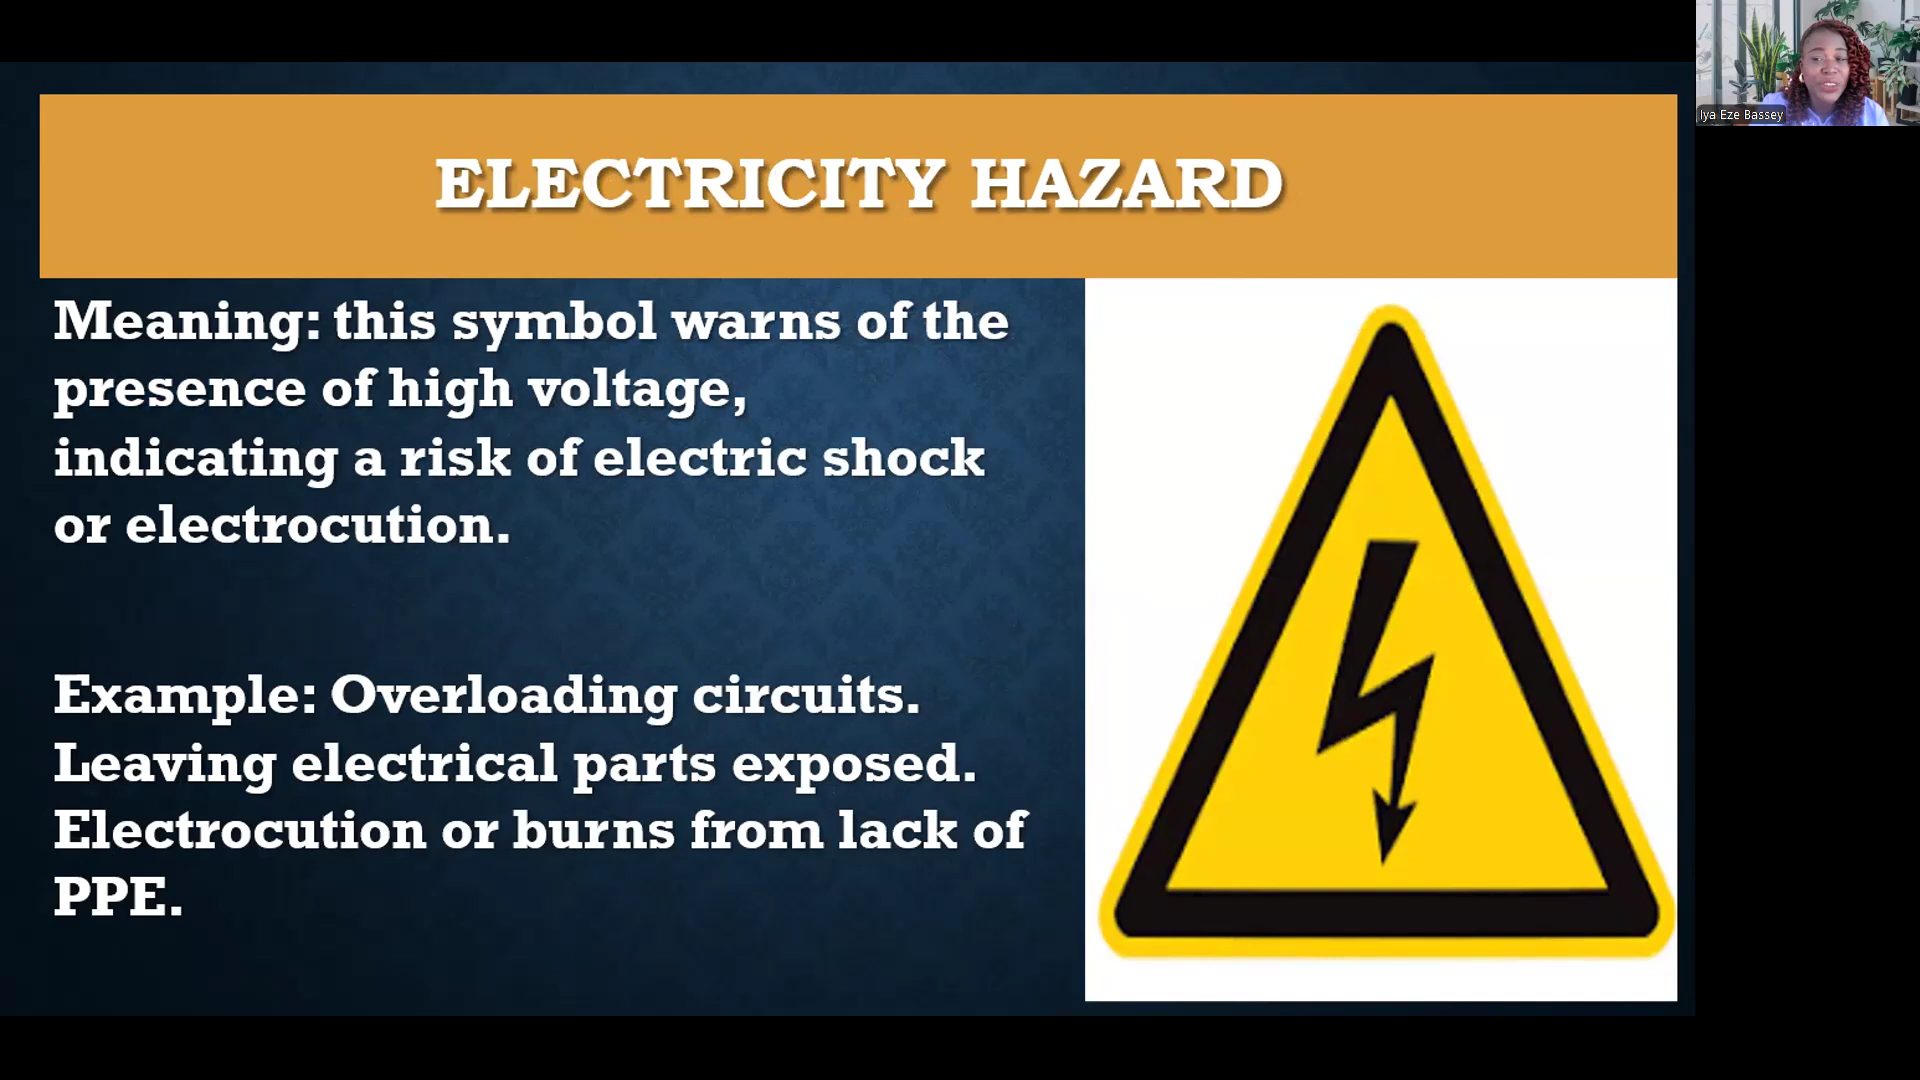 ELECTRICITY HAZARD
Meaning: this symbol warns of the
presence of high voltage,
indicating a risk of electric shock
or electrocution.
Example: Overloading circuits.
Leaving electrical parts exposed.
Electrocution or burns from lack of
PPE.
Iya Eze Bassey